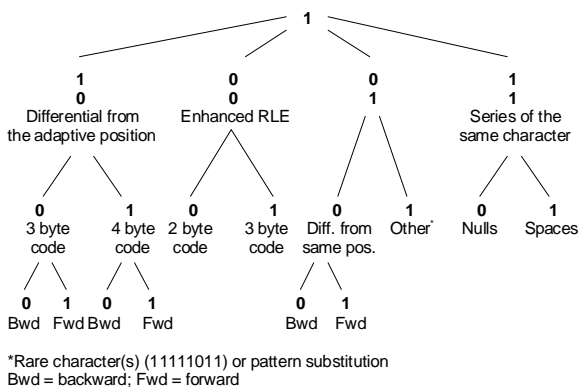 1
1 0 0 1
0 0 1 1
Differential from Enhanced RLE Series of the
the adaptive position same character
0 1 0 1 0 1 0 1
3 byte 4 byte 2 byte 3 byte Diff. from Other* Nulls Spaces
code code code code same pos.
0 1 0 1 0 1
Bwd Fwd Bwd Fwd Bwd Fwd
*Rare character(s) (11111011) or pattern substitution
Bwd = backward; Fwd = forward